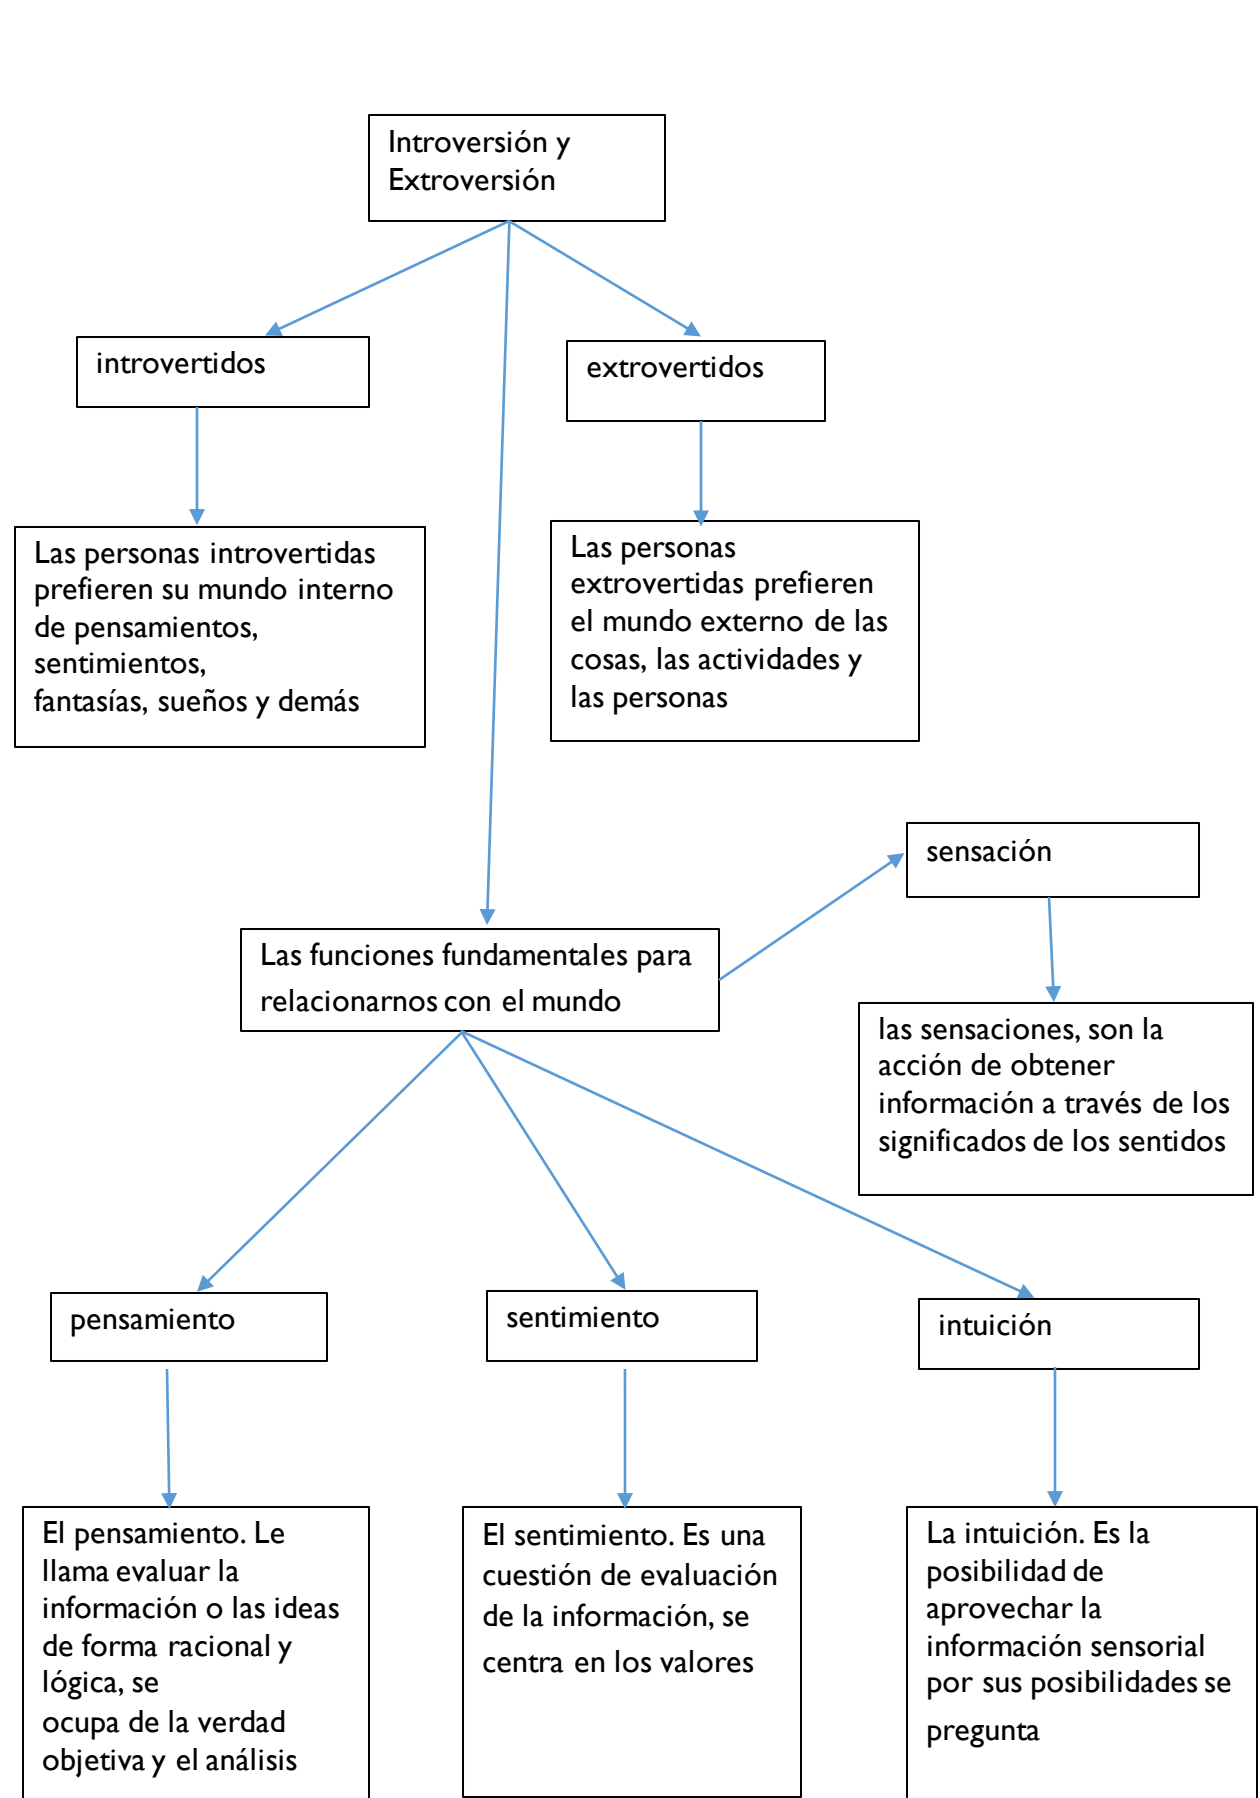 Introversión y
Extroversión
introvertidos
extrovertidos
Las personas introvertidas
prefieren su mundo interno
de pensamientos,
sentimientos,
fantasías, sueños y demás
Las personas
extrovertidas prefieren
el mundo externo de las
cosas, las actividades y
las personas
sensación
Las funciones fundamentales para
relacionarnos con el mundo
las sensaciones, son la
acción de obtener
información a través de los
significados de los sentidos
pensamiento
sentimiento
intuición
El pensamiento. Le
llama evaluar la
información o las ideas
de forma racional y
lógica, se
ocupa de la verdad
objetiva y el análisis
El sentimiento. Es una
cuestión de evaluación
de la información, se
centra en los valores
La intuición. Es la
posibilidad de
aprovechar la
información sensorial
por sus posibilidades se
pregunta